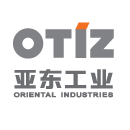 OTIZ
亚东工业
ORIENTAL INDUSTRIES